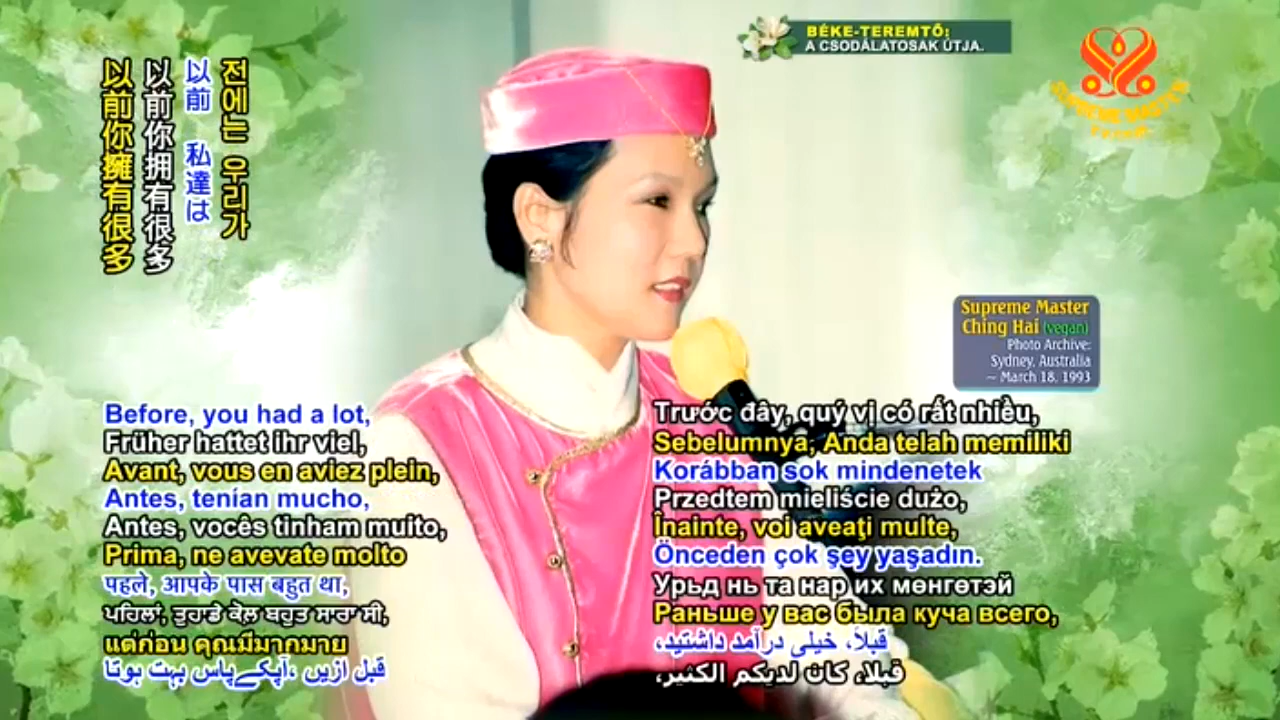 BÉKE-TEREMTŐ:
A CSODÁLATOSAK ÚTJA.
SUPREME MASTER
전에는 우리가
以前 私達は
以前你拥有很多
以前你擁有很多
Supreme Master
Ching Hai (vegan)
Photo Archive:
Sydney, Australia
~ March 18, 1993
Before, you had a lot,
Früher hattet ihr viel,
Avant, vous en aviez plein,
Antes, tenían mucho,
Antes, vocês tinham muito,
Prima, ne avevate molto
पहले, आपके पास बहुत था,
ਪਹਿਲਾਂ, ਤੁਹਾਡੇ ਕੋਲ਼ ਬਹੁਤ ਸਾਰਾ ਸੀ,
แต่ก่อน คุณมีมากมาย
قبل ازیں ،آپکے پاس بہت ہوتا
Trước đây, quý vị có rất nhiều,
Sebelumnya, Anda telah memiliki
Korábban sok mindenetek
Przedtem mieliście dużo,
Înainte, voi aveaţi multe,
Önceden çok şey yaşadın.
Урьд нь та нар их мөнгөтэй
Раньше у вас была куча всего,
قبلاً، خیلی درآمد داشتید،
قبلا، كان لديكم الكثير،